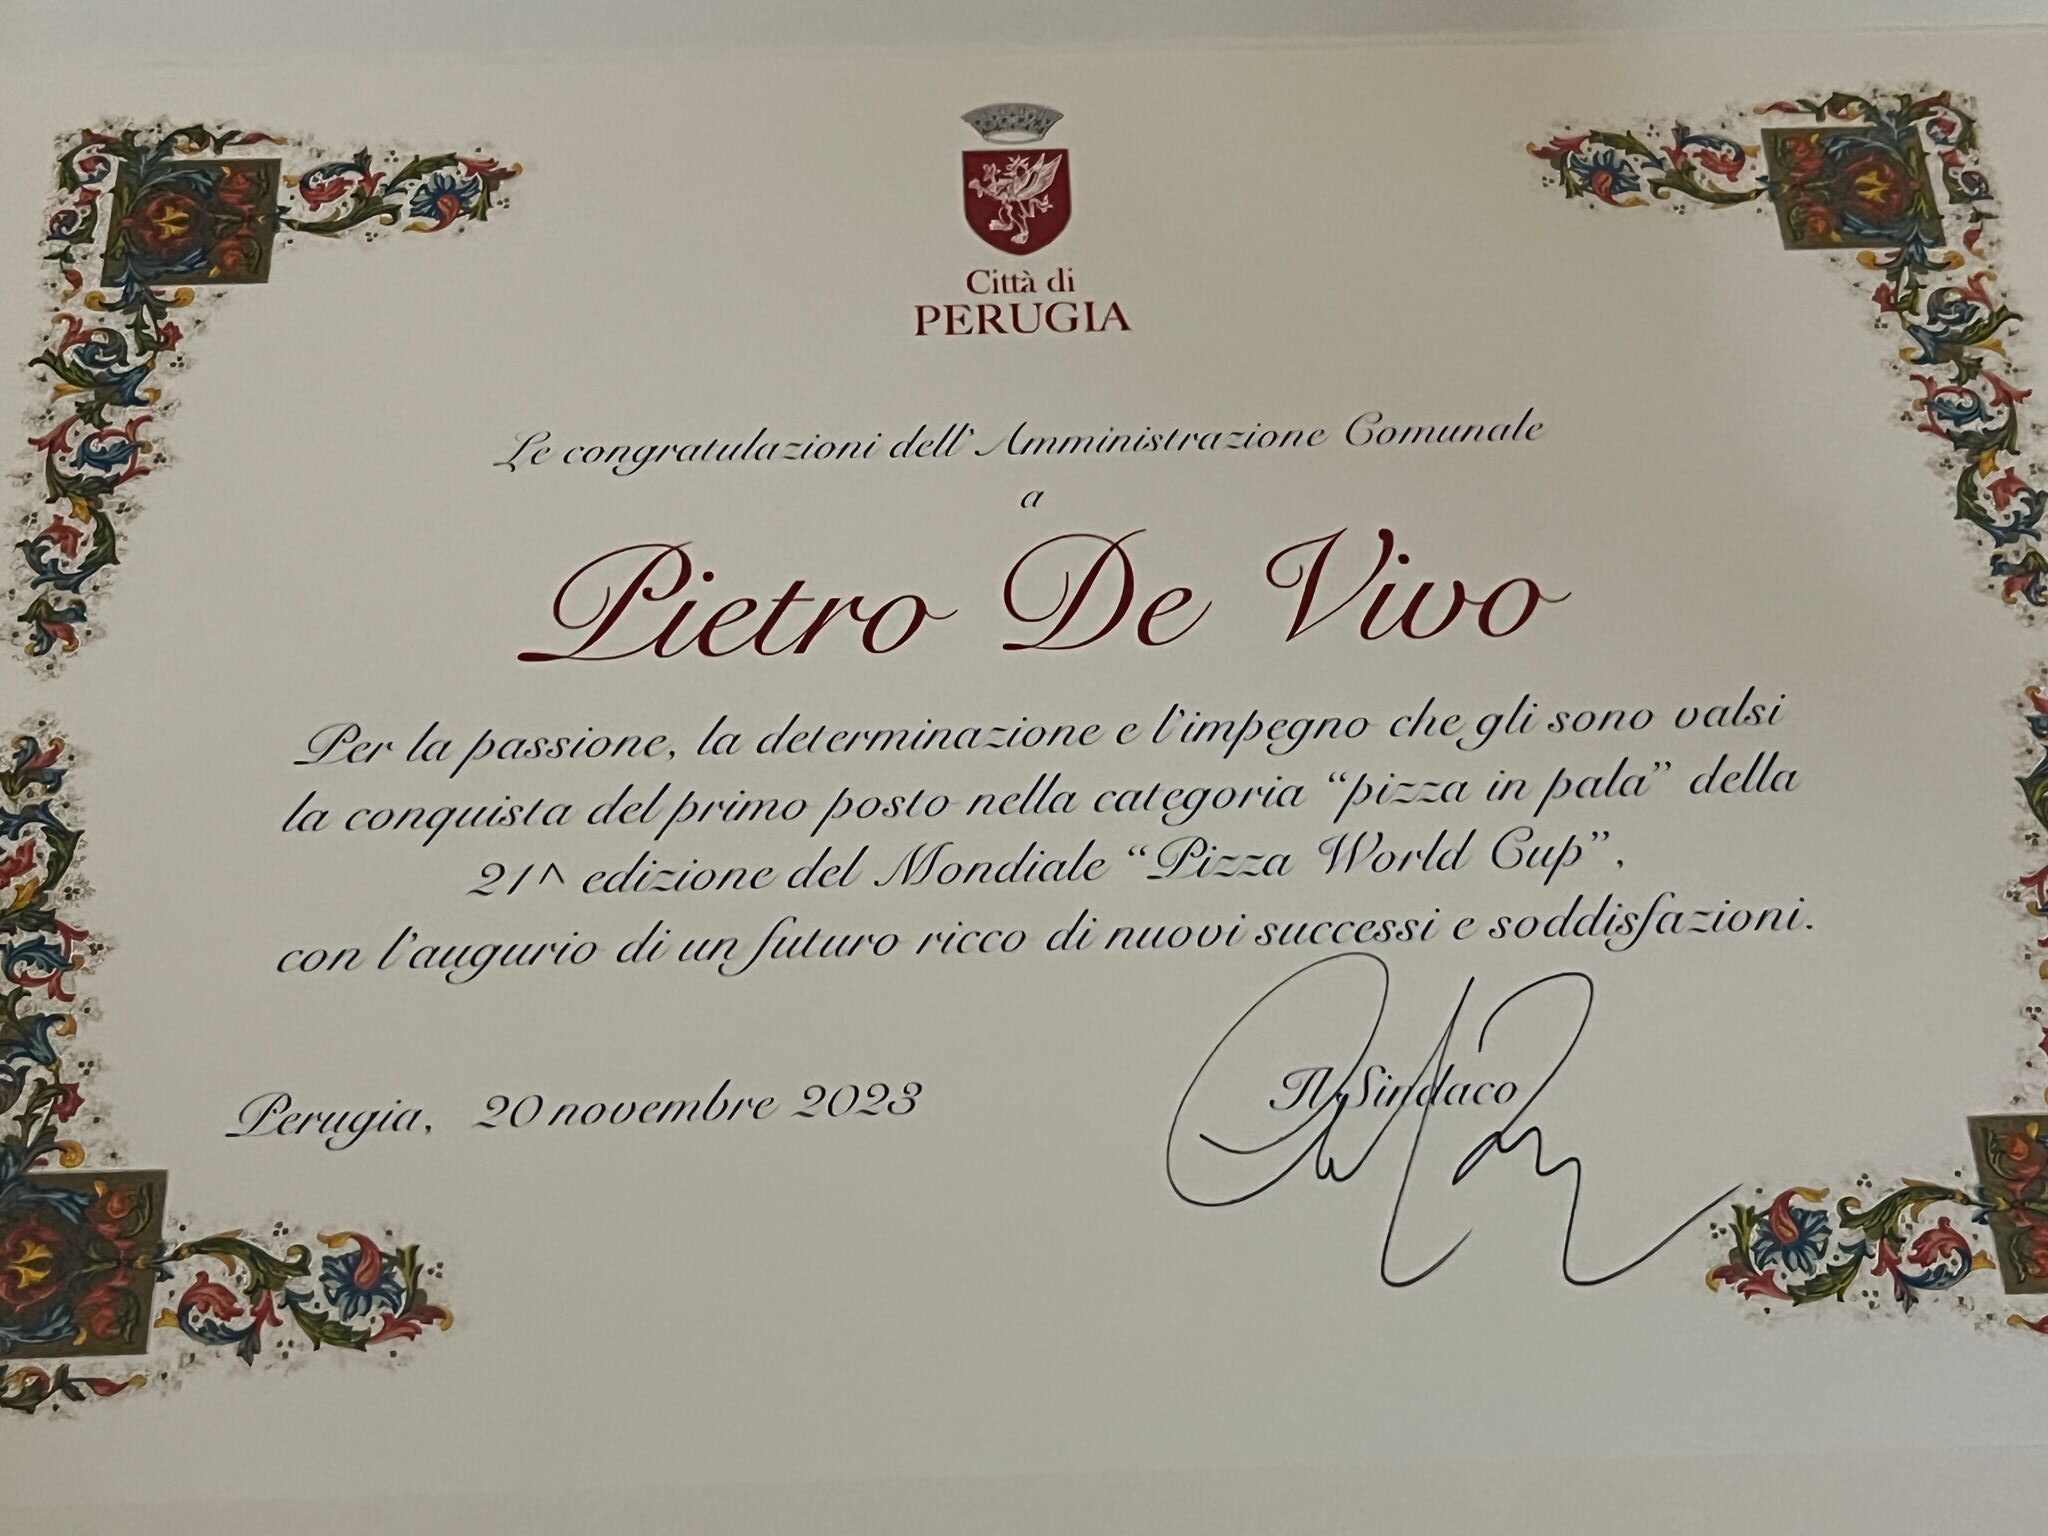 Città di
PERUGIA
Le congratulazioni dell'Amministrazione Comunale
a
Pietro De Vivo
Per la passione, la determinazione e l'impegno che gli sono valsi
la conquista del primo posto nella categoria “pizza in pala” della
21^ edizione del Mondiale “Pizza World Cup”,
con l'augurio di un futuro ricco di nuovi successi e soddisfazioni.
Perugia, 20 novembre 2023
Il Sindaco